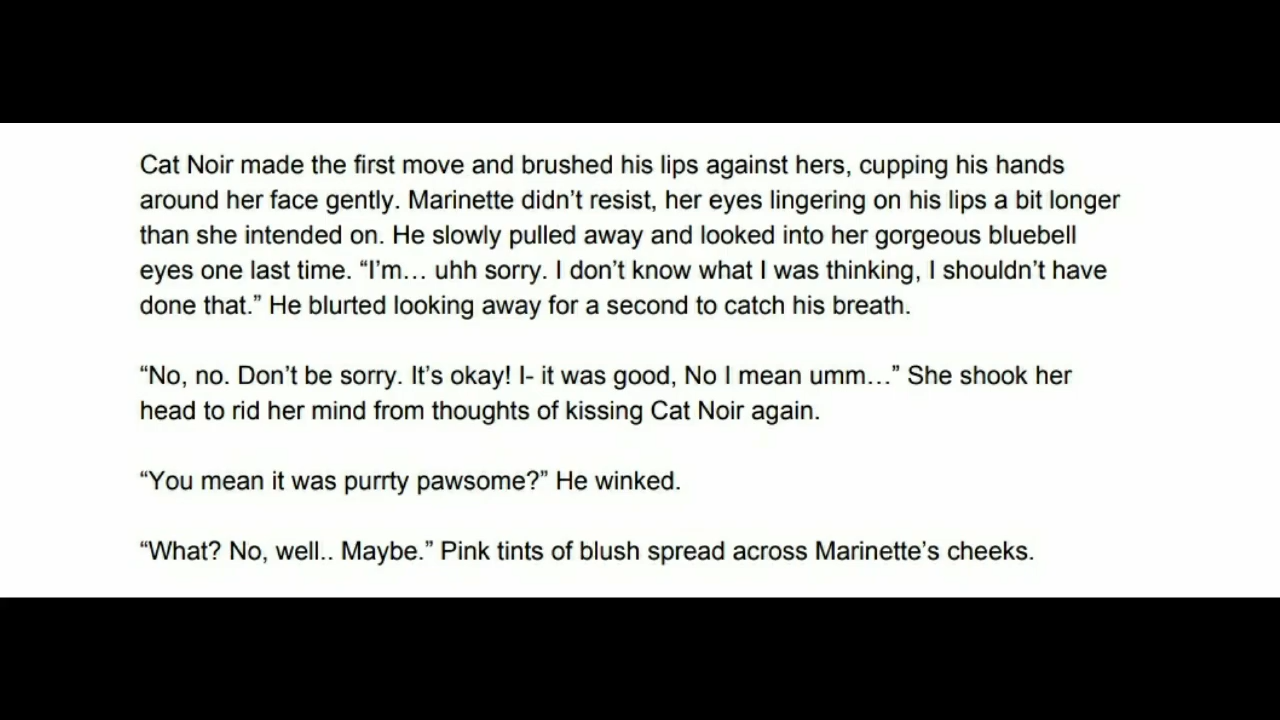 Cat Noir made the first move and brushed his lips against hers, cupping his hands
around her face gently. Marinette didn’t resist, her eyes lingering on his lips a bit longer
than she intended on. He slowly pulled away and looked into her gorgeous bluebell
eyes one last time. “I’m… uhh sorry. I don’t know what I was thinking, I shouldn’t have
done that.” He blurted looking away for a second to catch his breath.
“No, no. Don’t be sorry. It’s okay! I- it was good, No I mean umm…” She shook her
head to rid her mind from thoughts of kissing Cat Noir again.
“You mean it was purrty pawsome?” He winked.
“What? No, well.. Maybe.” Pink tints of blush spread across Marinette’s cheeks.